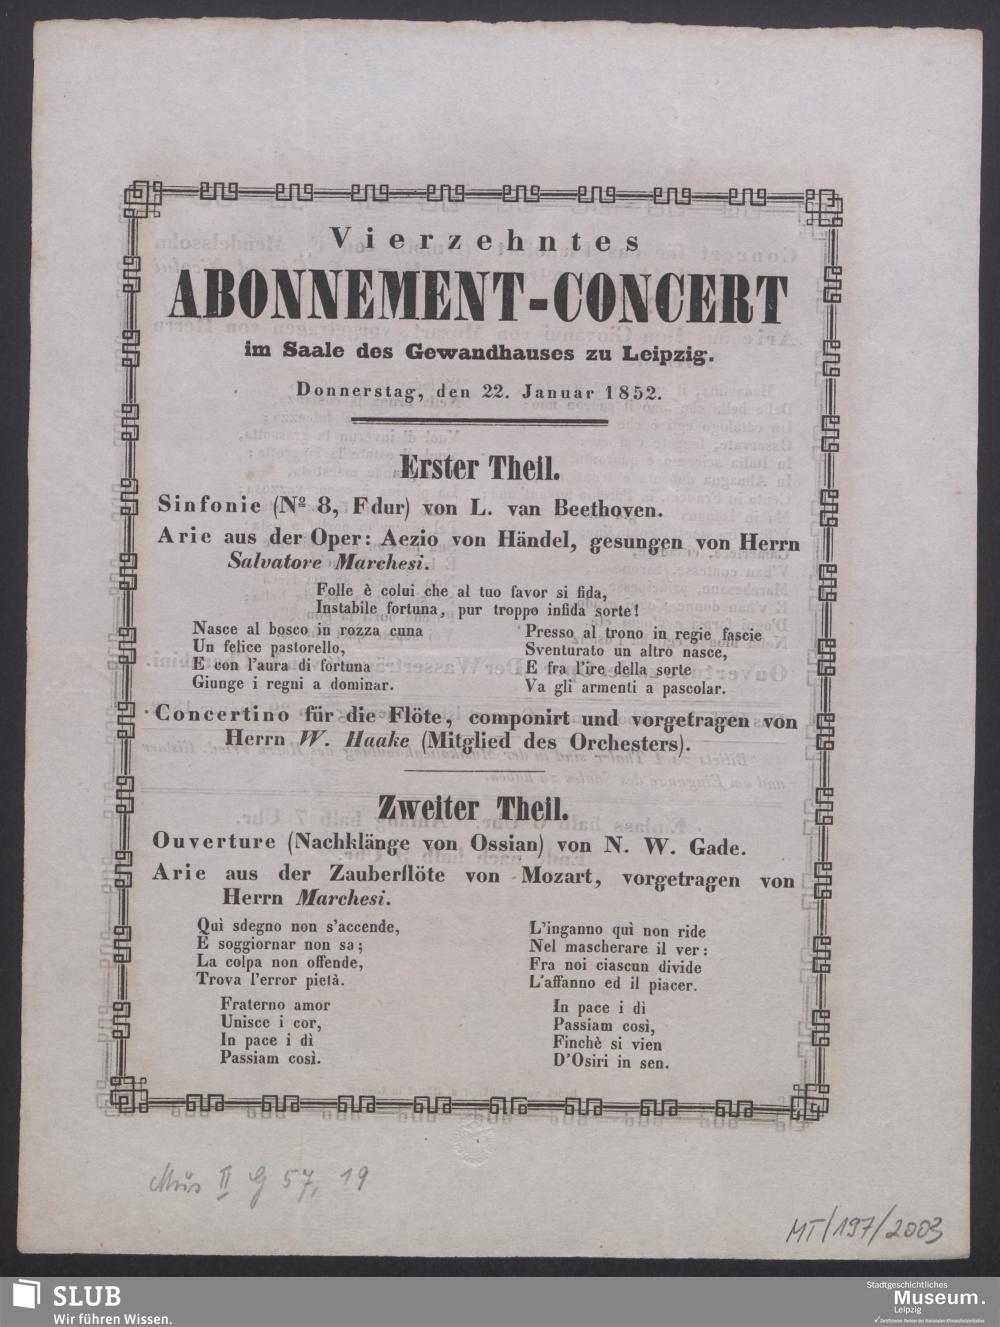 Vierzehntes
ABONNEMENT-CONCERT
im Saale des Gewandhauses zu Leipzig.
Donnerstag, den 22. Januar 1852.
Erster Theil.
Sinfonie (Nº 8, Fdur) von L. van Beethoven.
Arie aus der Oper: Aezio von Händel, gesungen von Herrn
Salvatore Marchesi.
Folle è colui che al tuo favor si fida,
Instabile fortuna, pur troppo infida sorte!
Nasce al bosco in rozza cuna
Un felice pastorello,
E con l'aura di fortuna
Giunge i regni a dominar.
Presso al trono in regie fascie
Sventurato un altro nasce,
E fra l'ire della sorte
Va gli armenti a pascolar.
Concertino für die Flöte, componirt und vorgetragen von
Herrn W. Haake (Mitglied des Orchesters).
Zweiter Theil.
Ouverture (Nachklänge von Ossian) von N. W. Gade.
Arie aus der Zauberflöte von Mozart, vorgetragen von
Herrn Marchesi.
Quì sdegno non s'accende,
E soggiornar non sa;
La colpa non offende,
Trova l'error pietà.
Fraterno amor
Unisce i cor,
In pace i dì
Passiam così.
L'inganno quì non ride
Nel mascherare il ver:
Fra noi ciascun divide
L'affanno ed il piacer.
In pace i dì
Passiam così,
Finchè si vien
D'Osiri in sen.
II G 57, 19
MT/197/2003
SLUB
Wir führen Wissen.
Stadtgeschichtliches
Museum.
Leipzig
Zertifizierter Partner der Nationalen Klimaschutzinitiative